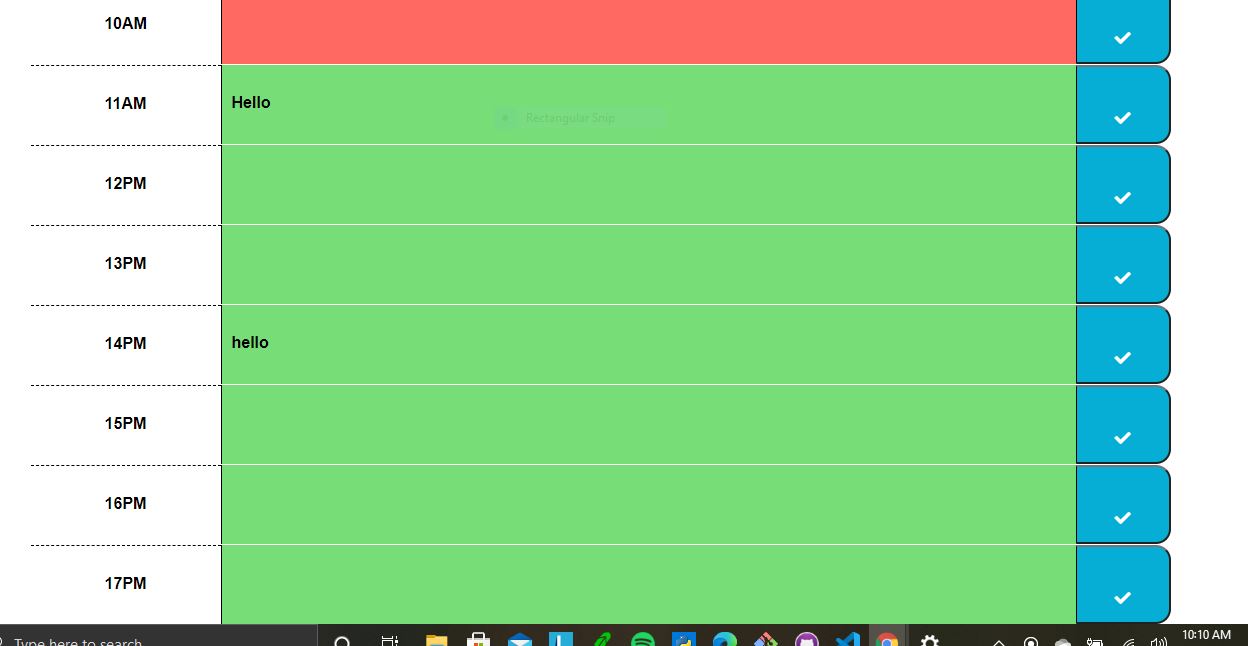 10AM
11AM Hello
Rectangular Snip
12PM
13PM
14PM hello
15PM
16PM
17PM
Type here to search
10:10 AM